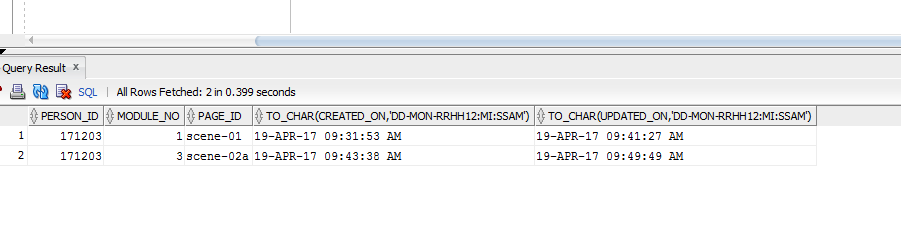 Query Result x
SQL | All Rows Fetched: 2 in 0.399 seconds
PERSON_ID MODULE_NO PAGE_ID TO_CHAR(CREATED_ON,'DD-MON-RRHH12:MI:SSAM') TO_CHAR(UPDATED_ON,'DD-MON-RRHH12:MI:SSAM')
1 171203 1 scene-01 19-APR-17 09:31:53 AM 19-APR-17 09:41:27 AM
2 171203 3 scene-02a 19-APR-17 09:43:38 AM 19-APR-17 09:49:49 AM